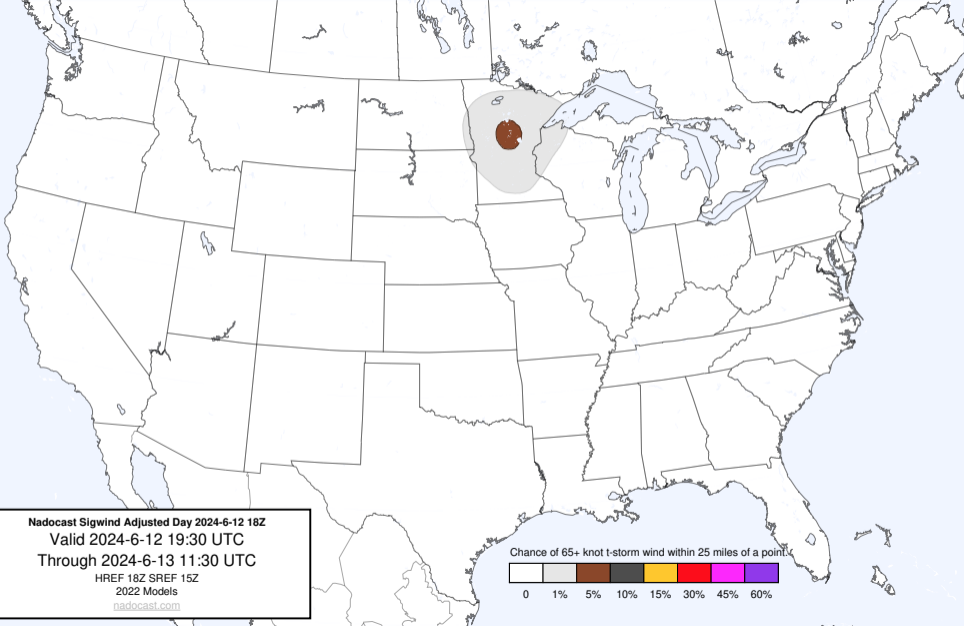 Nadocast Sigwind Adjusted Day 2024-6-12 18Z
Valid 2024-6-12 19:30 UTC
Through 2024-6-13 11:30 UTC
HREF 18Z SREF 15Z
2022 Models
nadocast.com
Chance of 65+ knot t-storm wind within 25 miles of a point.
0 1% 5% 10% 15% 30% 45% 60%